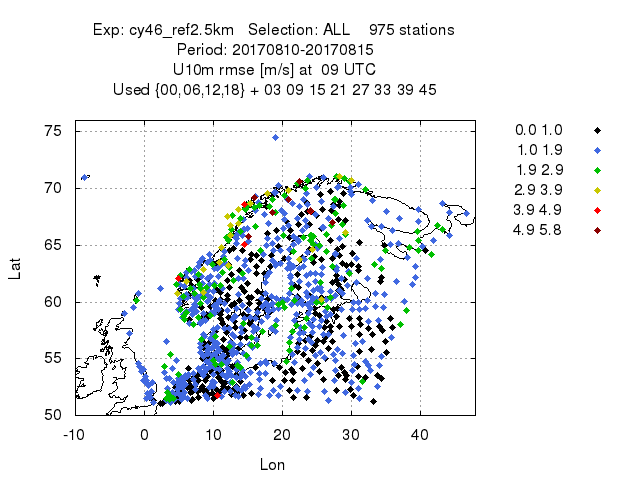 Exp: cy46_ref2.5km   Selection: ALL    975 stations
Period: 20170810-20170815
U10m rmse [m/s] at  09 UTC
Used {00,06,12,18} + 03 09 15 21 27 33 39 45
0.0 1.0
1.0 1.9
1.9 2.9
2.9 3.9
3.9 4.9
4.9 5.8
75
70
65
60
55
50
Lat
-10 0 10 20 30 40
Lon